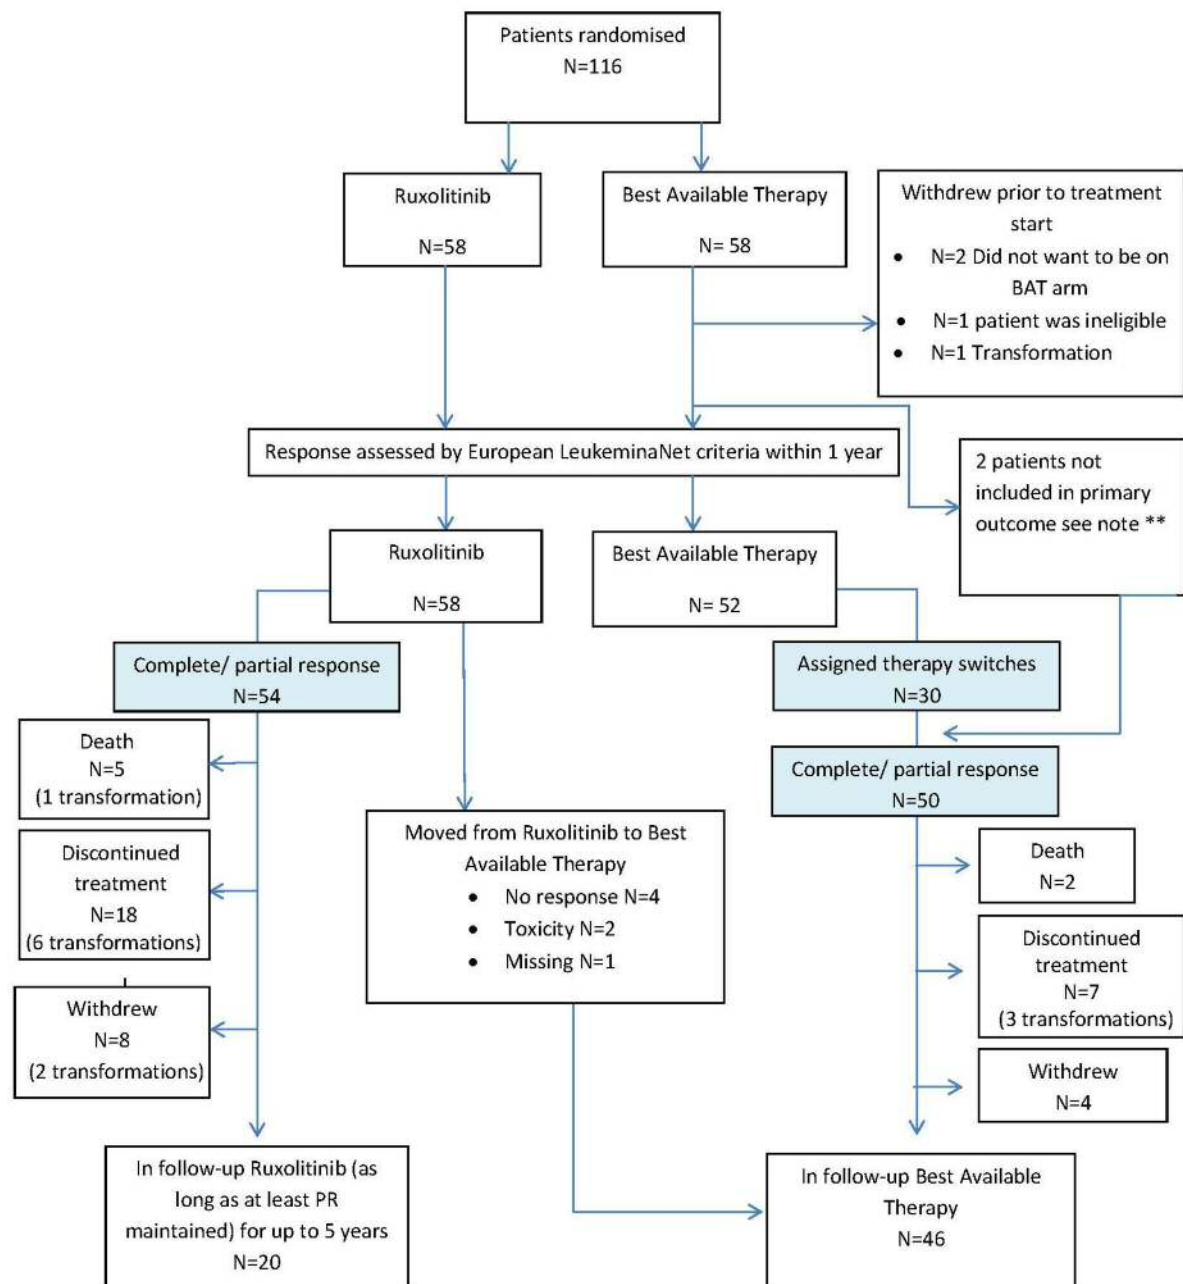 Patients randomised
N=116
Ruxolitinib
N=58
Best Available Therapy
N= 58
Withdrew prior to treatment
start
• N=2 Did not want to be on
BAT arm
• N=1 patient was ineligible
• N=1 Transformation
Response assessed by European LeukeminaNet criteria within 1 year
2 patients not
included in primary
outcome see note **
Ruxolitinib
N=58
Best Available Therapy
N= 52
Complete/ partial response
N=54
Assigned therapy switches
N=30
Death
N=5
(1 transformation)
Complete/ partial response
N=50
Moved from Ruxolitinib to Best
Available Therapy
• No response N=4
• Toxicity N=2
• Missing N=1
Discontinued
treatment
N=18
(6 transformations)
Death
N=2
Discontinued
treatment
N=7
(3 transformations)
Withdrew
N=8
(2 transformations)
Withdrew
N=4
In follow-up Ruxolitinib (as
long as at least PR
maintained) for up to 5 years
N=20
In follow-up Best Available
Therapy
N=46